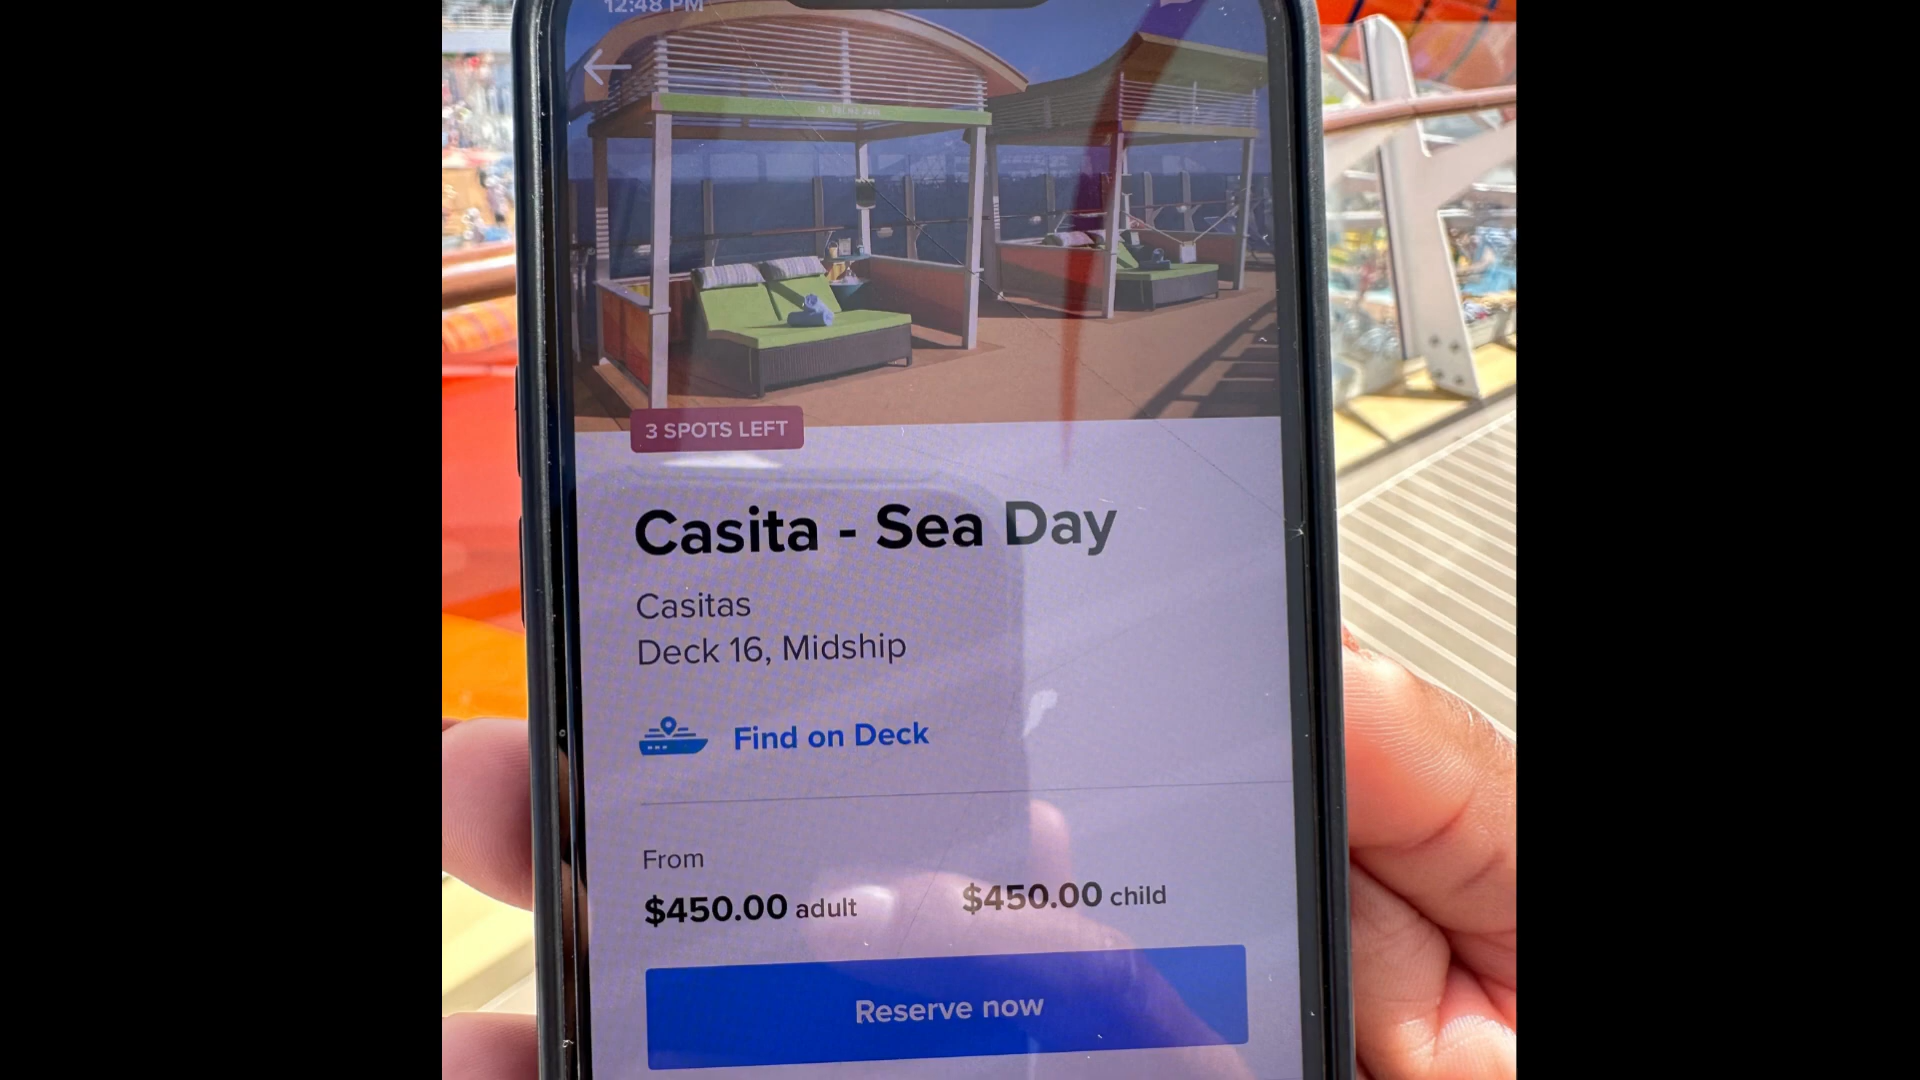 12:48 PM
3 SPOTS LEFT
Casita - Sea Day
Casitas
Deck 16, Midship
Find on Deck
From
$450.00 adult
$450.00 child
Reserve now